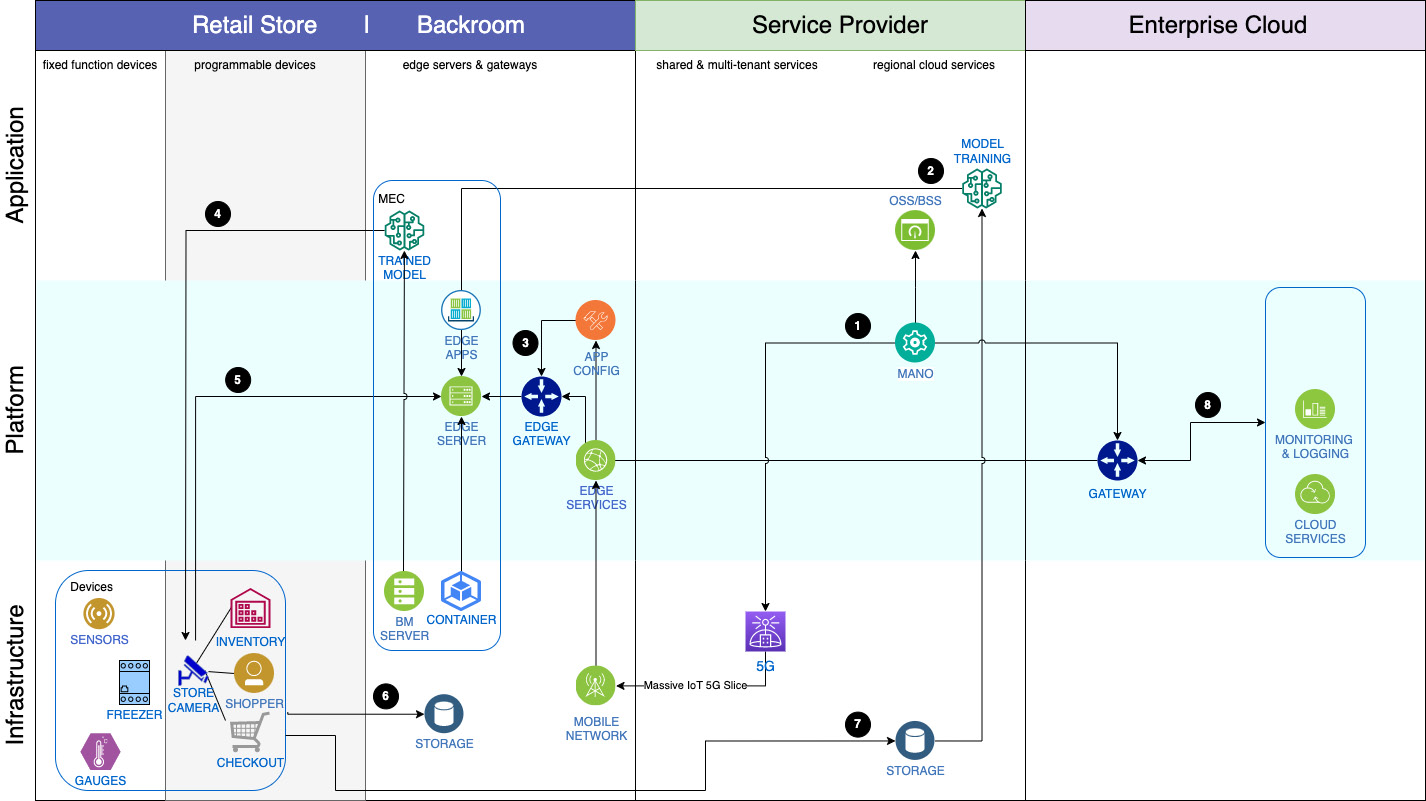 Retail Store | Backroom
Service Provider
Enterprise Cloud
fixed function devices
programmable devices
edge servers & gateways
shared & multi-tenant services
regional cloud services
Application
Platform
Infrastructure
MODEL
TRAINING
2
OSS/BSS
MEC
4
TRAINED
MODEL
EDGE
APPS
3
APP
CONFIG
1
MANO
5
EDGE
SERVER
EDGE
GATEWAY
8
MONITORING
& LOGGING
EDGE
SERVICES
GATEWAY
CLOUD
SERVICES
Devices
SENSORS
INVENTORY
BM
SERVER
CONTAINER
5G
STORE
CAMERA
SHOPPER
FREEZER
Massive IoT 5G Slice
6
MOBILE
NETWORK
STORAGE
7
CHECKOUT
GAUGES
STORAGE